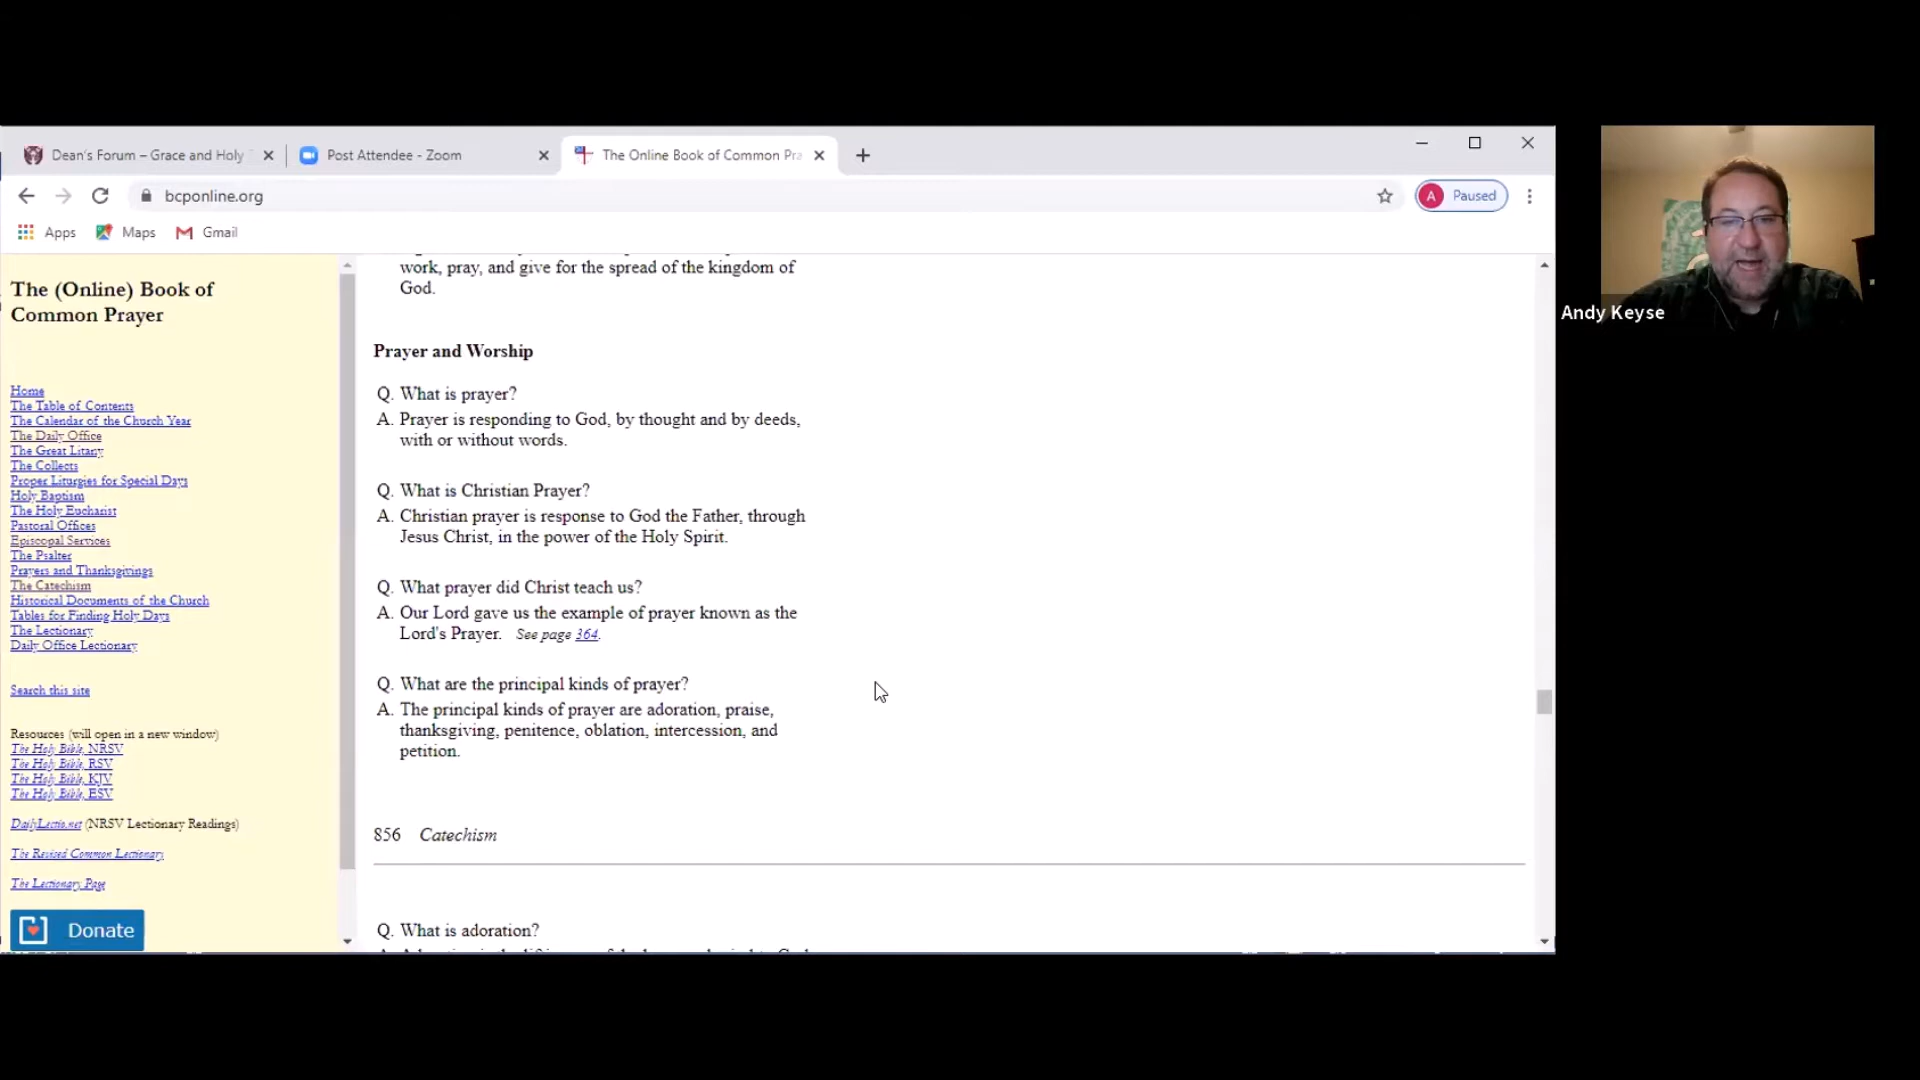 Dean's Forum – Grace and Holy
Post Attendee - Zoom
The Online Book of Common Pra
bcponline.org
A
Paused
Apps
Maps
Gmail
The (Online) Book of
Common Prayer
Home
The Table of Contents
The Calendar of the Church Year
The Daily Office
The Great Litany
The Collects
Proper Liturgies for Special Days
Holy Baptism
The Holy Eucharist
Pastoral Offices
Episcopal Services
The Psalter
Prayers and Thanksgivings
The Catechism
Historical Documents of the Church
Tables for Finding Holy Days
The Lectionary
Daily Office Lectionary
Search this site
Resources (will open in a new window)
The Holy Bible, NRSV
The Holy Bible, RSV
The Holy Bible, KJV
The Holy Bible, ESV
DailyLectio.net (NRSV Lectionary Readings)
The Revised Common Lectionary
The Lectionary Page
Donate
work, pray, and give for the spread of the kingdom of
God.
Prayer and Worship
Q. What is prayer?
A. Prayer is responding to God, by thought and by deeds,
with or without words.
Q. What is Christian Prayer?
A. Christian prayer is response to God the Father, through
Jesus Christ, in the power of the Holy Spirit.
Q. What prayer did Christ teach us?
A. Our Lord gave us the example of prayer known as the
Lord's Prayer. See page 364.
Q. What are the principal kinds of prayer?
A. The principal kinds of prayer are adoration, praise,
thanksgiving, penitence, oblation, intercession, and
petition.
856 Catechism
Q. What is adoration?
Andy Keyse